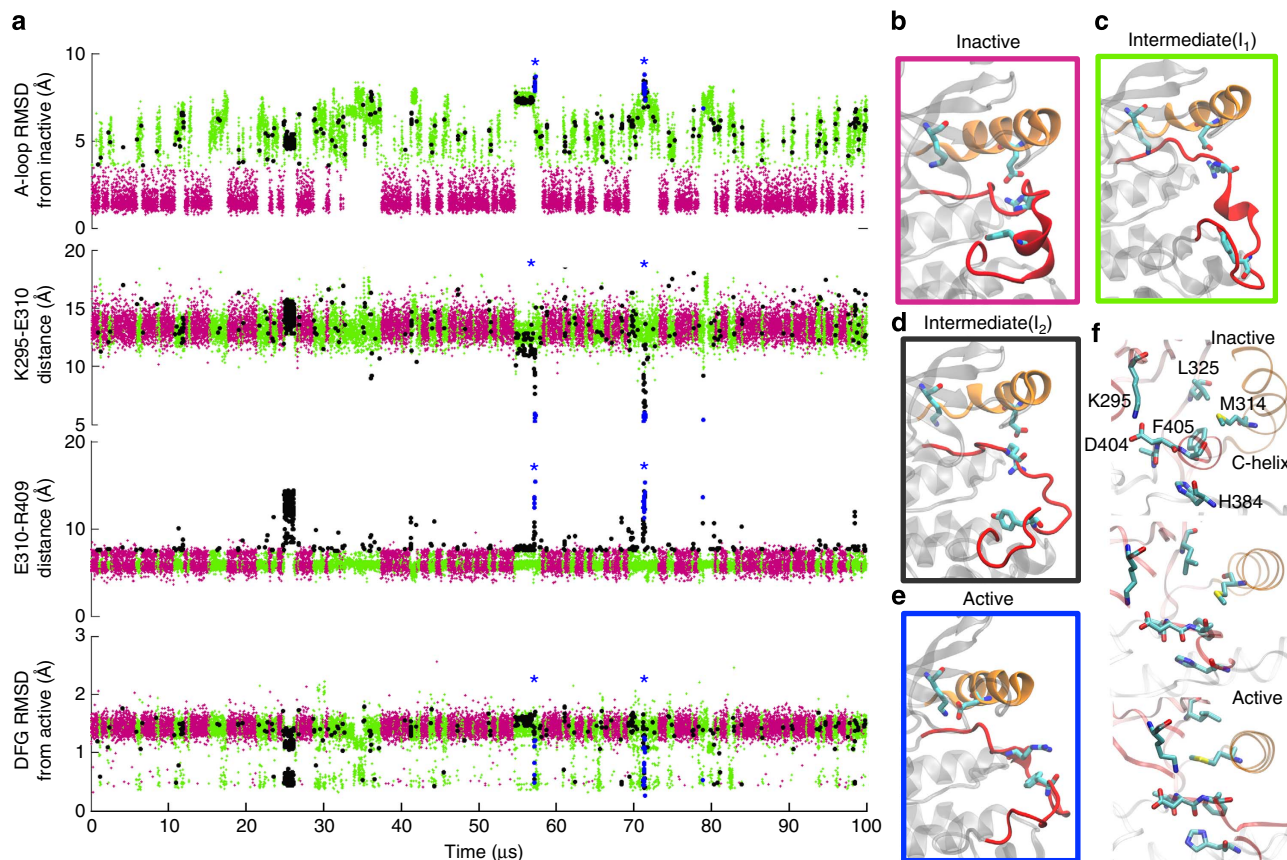 a
A-loop RMSD
from inactive (Å)
10
5
0
*
*
K295-E310
distance (Å)
20
15
10
5
*
*
E310-R409
distance (Å)
20
10
0
*
*
DFG RMSD
from active (Å)
3
2
1
0
*
*
0 10 20 30 40 50 60 70 80 90 100
Time (μs)
b
Inactive
c
Intermediate(I1)
d
Intermediate(I2)
e
Active
f
Inactive
L325
K295
M314
F405
D404
C-helix
H384
Active